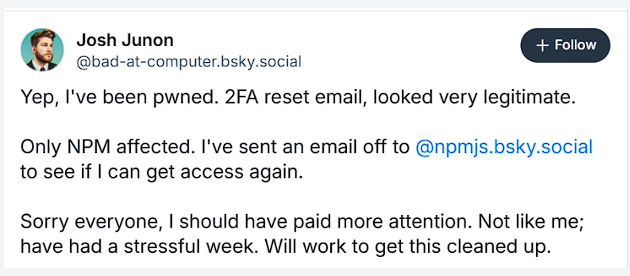 Josh Junon
+ Follow
@bad-at-computer.bsky.social
Yep, I've been pwned. 2FA reset email, looked very legitimate.
Only NPM affected. I've sent an email off to @npmjs.bsky.social
to see if I can get access again.
Sorry everyone, I should have paid more attention. Not like me;
have had a stressful week. Will work to get this cleaned up.